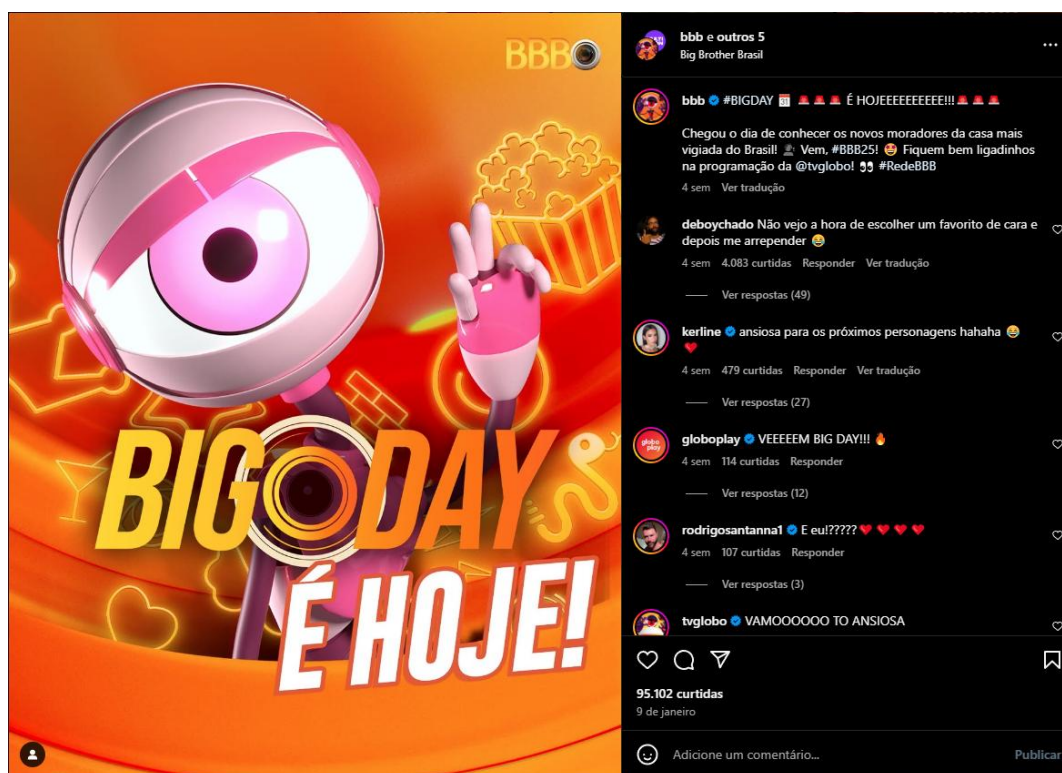 BBB
BIG DAY
É HOJE!
bbb e outros 5
Big Brother Brasil
bbb #BIGDAY 📅 🚨 🚨 🚨 É HOJEEEEEEEEEE!!!🚨 🚨 🚨
Chegou o dia de conhecer os novos moradores da casa mais
vigiada do Brasil! 🗣️ Vem, #BBB25! 🤩 Fiquem bem ligadinhos
na programação da @tvglobo! 👀 #RedeBBB
4 sem Ver tradução
deboychado Não vejo a hora de escolher um favorito de cara e
depois me arrepender 😂
4 sem 4.083 curtidas Responder Ver tradução
Ver respostas (49)
kerline ansiosa para os próximos personagens hahaha 😂
❤️
4 sem 479 curtidas Responder Ver tradução
Ver respostas (27)
globo play
globoplay VEEEEEM BIG DAY!!! 🔥
4 sem 114 curtidas Responder
Ver respostas (12)
rodrigosantanna1 E eu!????? ❤️ ❤️ ❤️ ❤️
4 sem 107 curtidas Responder
Ver respostas (3)
tvglobo VAMOOOOOO TO ANSIOSA
95.102 curtidas
9 de janeiro
Adicione um comentário... Publicar